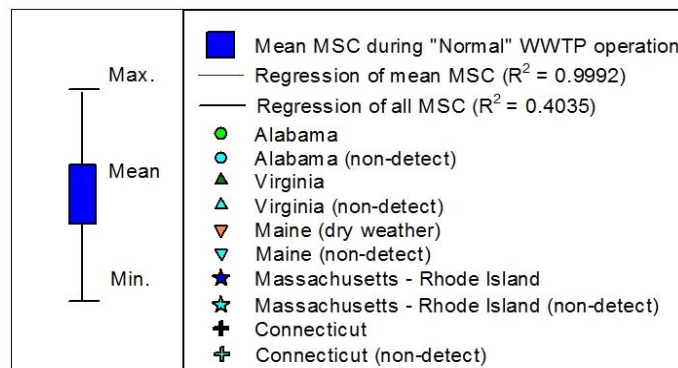 Max.
Mean
Min.
Mean MSC during "Normal" WWTP operation
Regression of mean MSC (R² = 0.9992)
Regression of all MSC (R² = 0.4035)
Alabama
Alabama (non-detect)
Virginia
Virginia (non-detect)
Maine (dry weather)
Maine (non-detect)
Massachusetts - Rhode Island
Massachusetts - Rhode Island (non-detect)
Connecticut
Connecticut (non-detect)